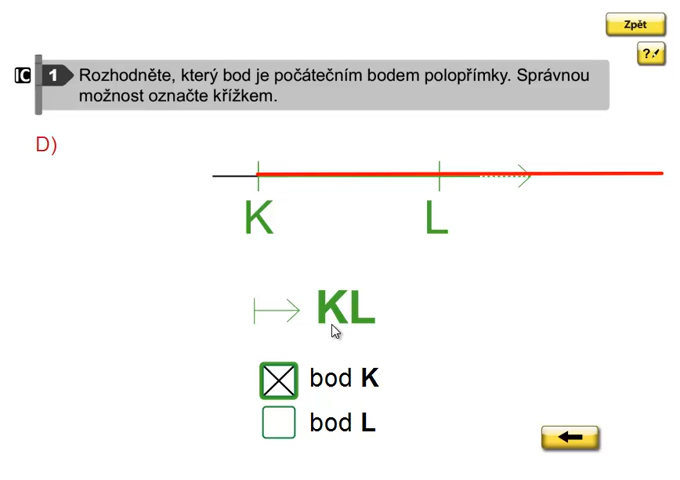 Zpět
?
IC 1 Rozhodněte, který bod je počátečním bodem polopřímky. Správnou
možnost označte křížkem.
D)
K L
KL
bod K
bod L